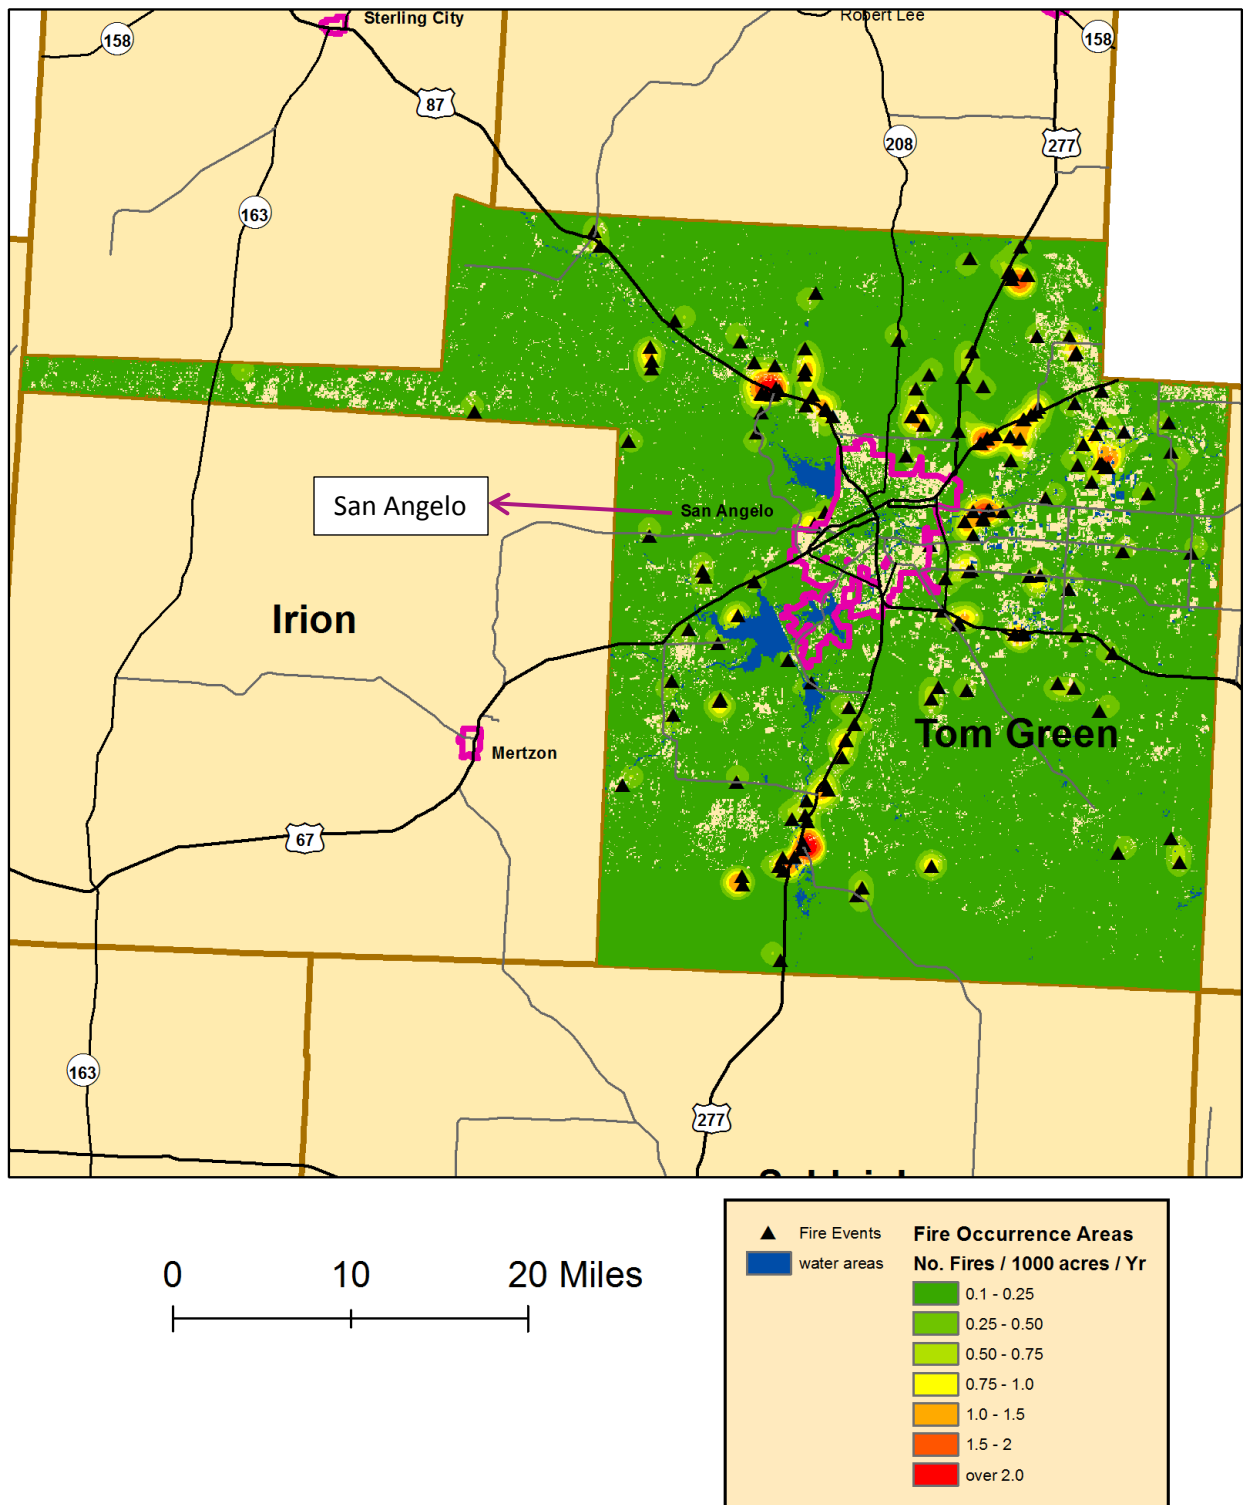 Sterling City
Robert Lee
158
158
87
208
277
163
San Angelo
San Angelo
Irion
Tom Green
Mertzon
67
163
277
0 10 20 Miles
Fire Events
water areas
Fire Occurrence Areas
No. Fires / 1000 acres / Yr
0.1 - 0.25
0.25 - 0.50
0.50 - 0.75
0.75 - 1.0
1.0 - 1.5
1.5 - 2
over 2.0